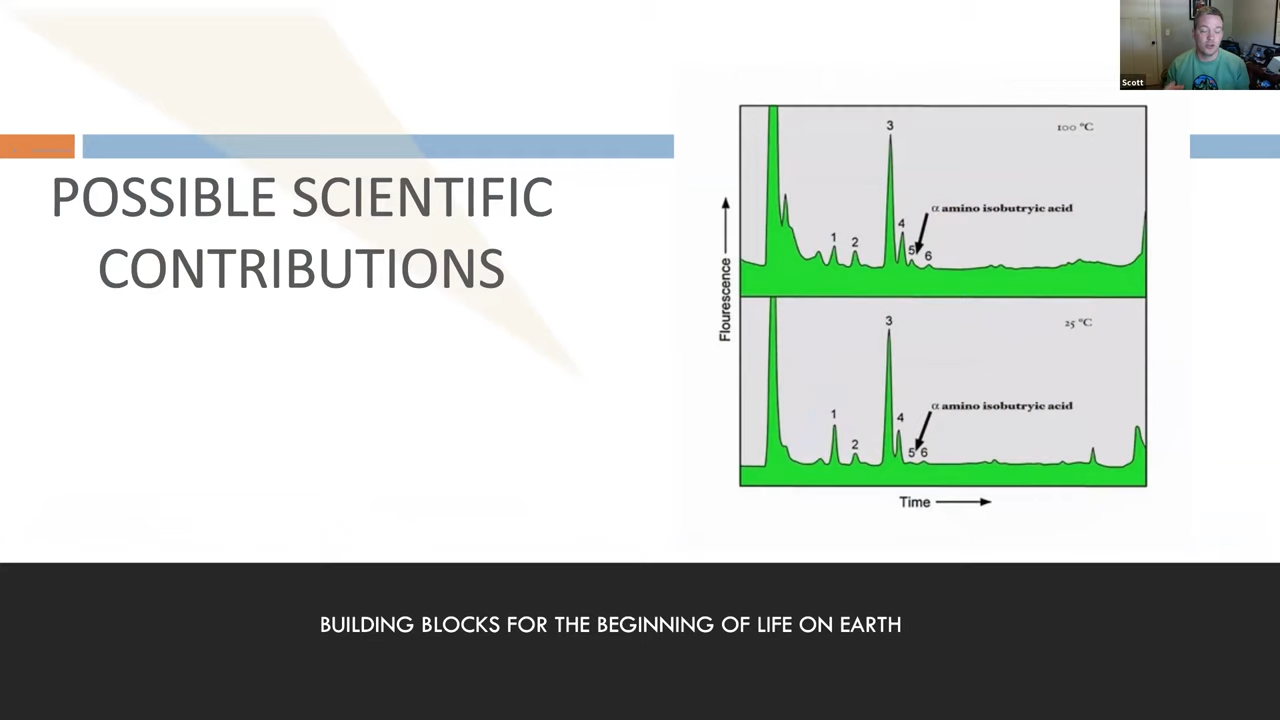 Scott
POSSIBLE SCIENTIFIC
CONTRIBUTIONS
100 °C
3
α amino isobutryic acid
4
1
2
5
6
Flourescence
25 °C
3
α amino isobutryic acid
1
4
2
5 6
Time
BUILDING BLOCKS FOR THE BEGINNING OF LIFE ON EARTH